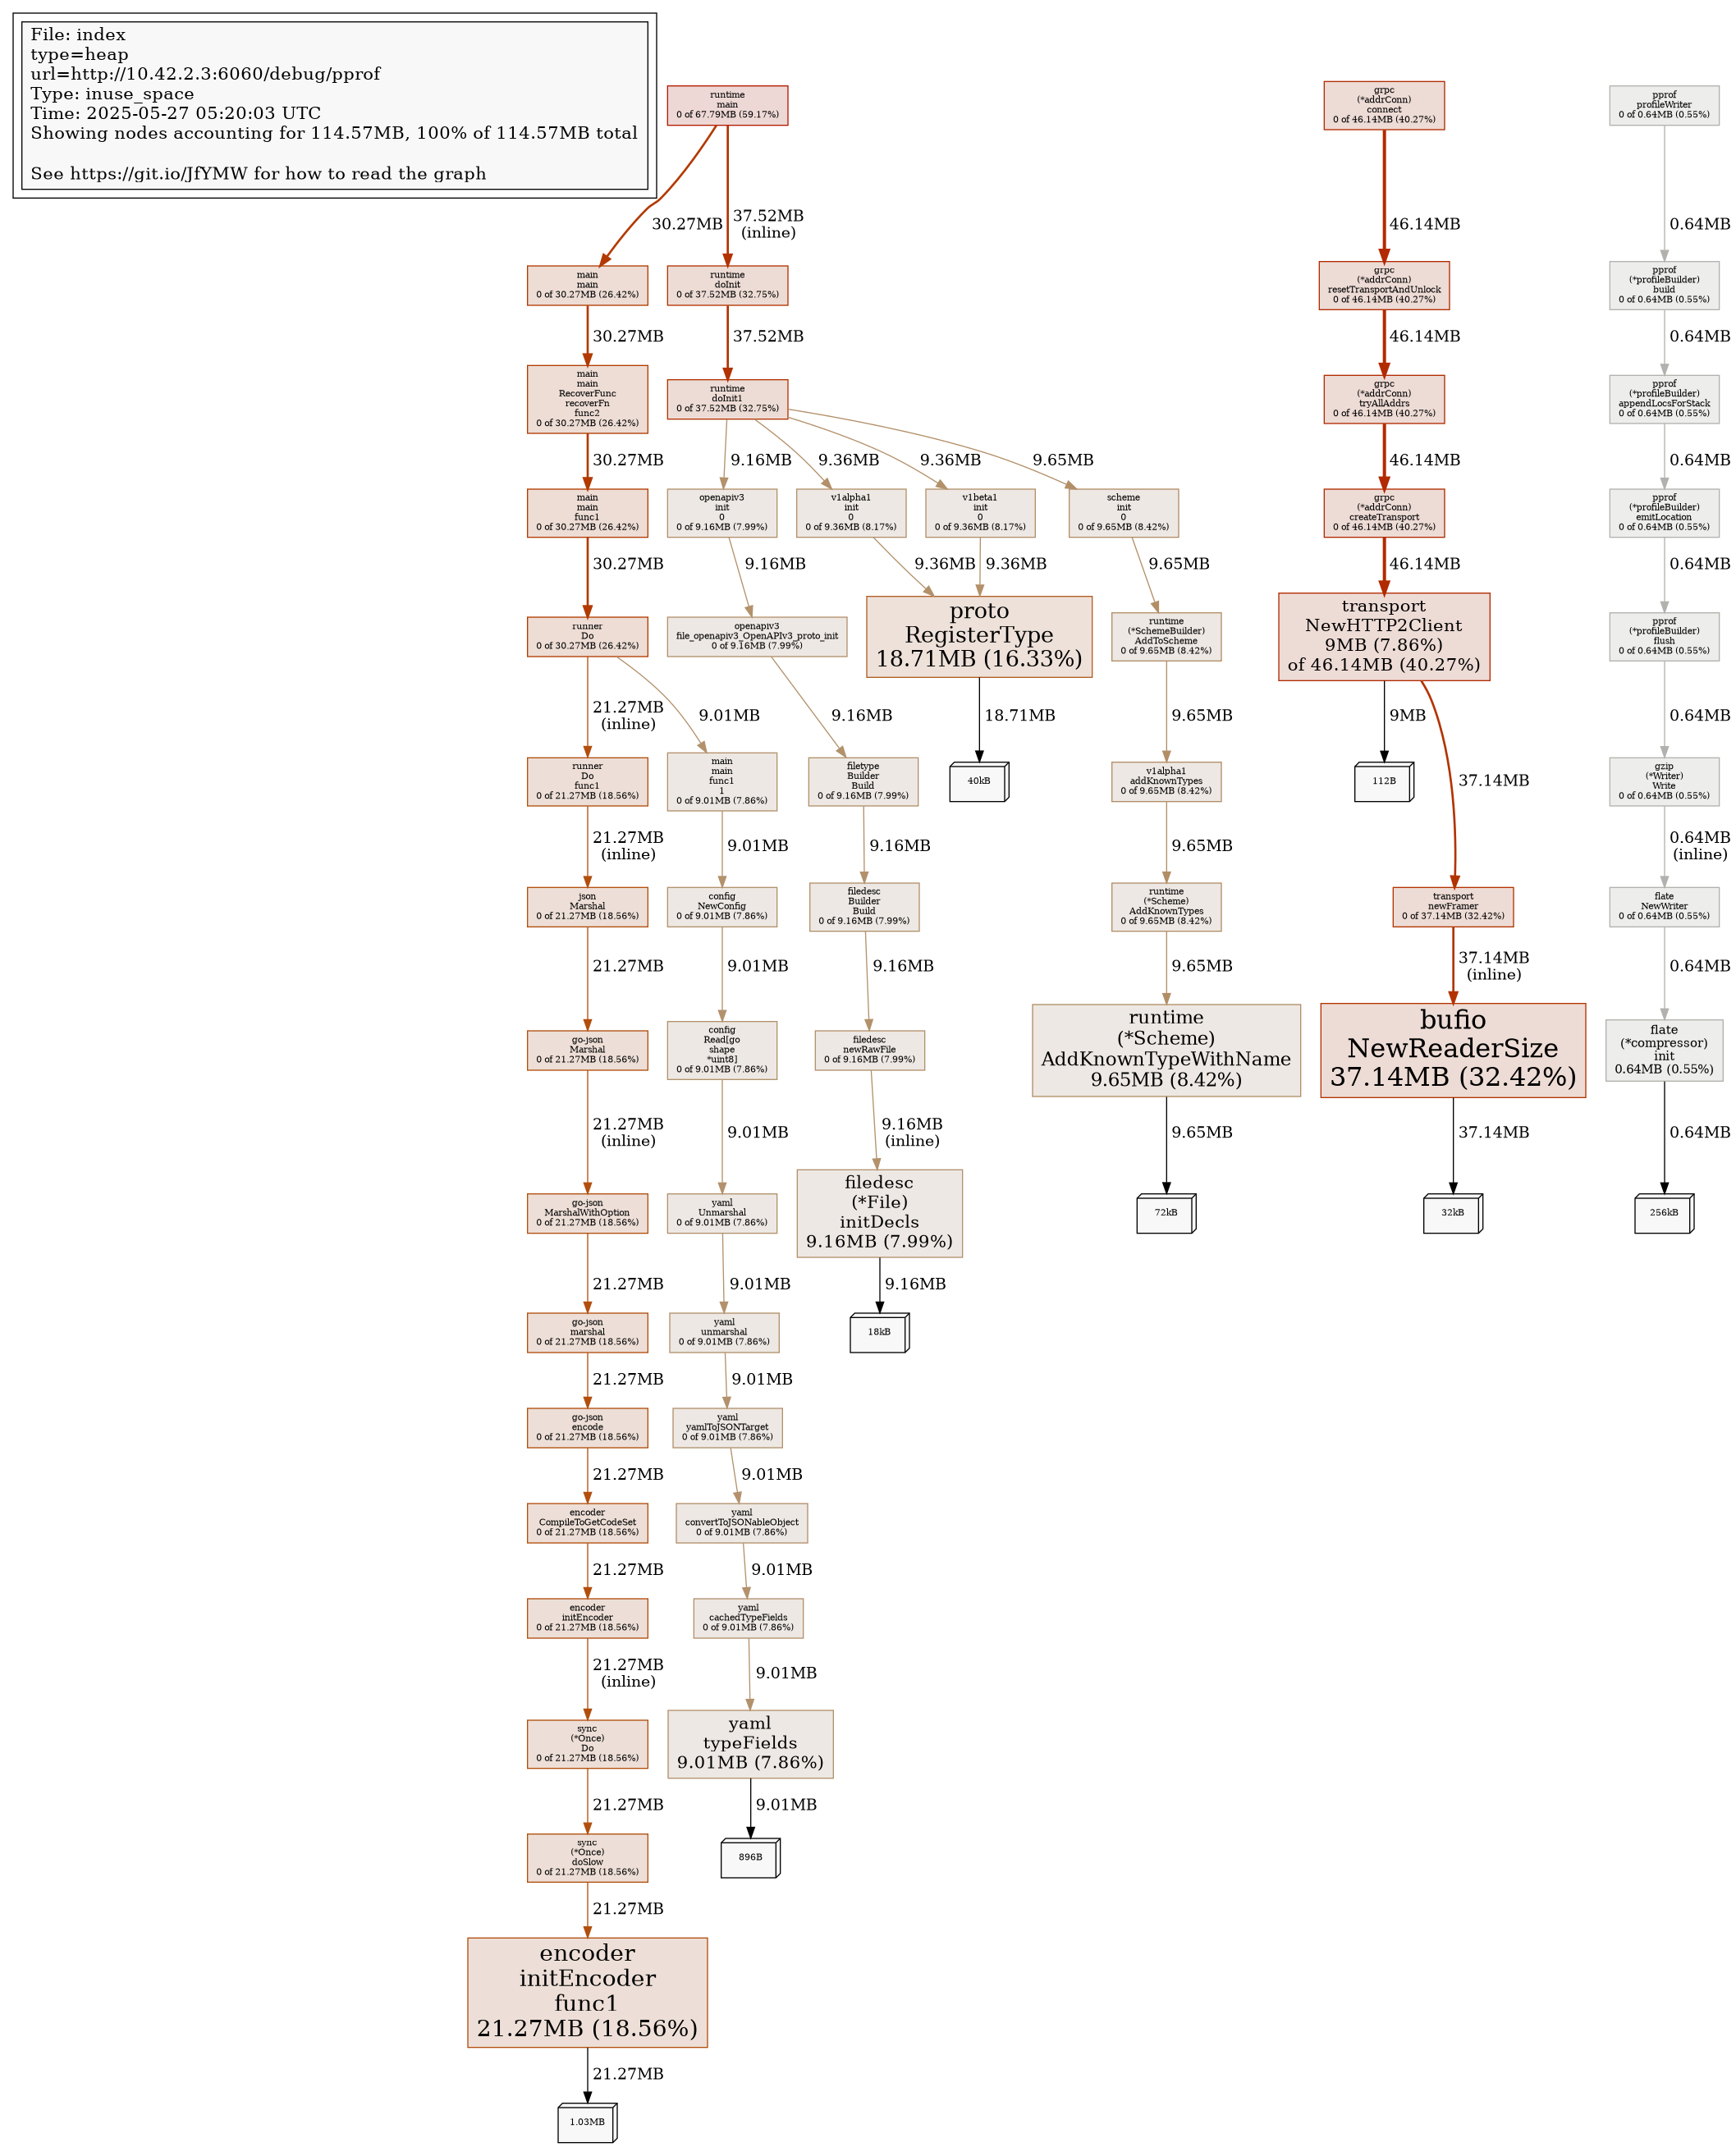 File: index
type=heap
url=http://10.42.2.3:6060/debug/pprof
Type: inuse_space
Time: 2025-05-27 05:20:03 UTC
Showing nodes accounting for 114.57MB, 100% of 114.57MB total
See https://git.io/JfYMW for how to read the graph
runtime
main
0 of 67.79MB (59.17%)
30.27MB
37.52MB
(inline)
main
main
0 of 30.27MB (26.42%)
30.27MB
main
main
RecoverFunc
recoverFn
func2
0 of 30.27MB (26.42%)
30.27MB
main
main
func1
0 of 30.27MB (26.42%)
30.27MB
runner
Do
0 of 30.27MB (26.42%)
21.27MB
(inline)
9.01MB
runner
Do
func1
0 of 21.27MB (18.56%)
21.27MB
(inline)
json
Marshal
0 of 21.27MB (18.56%)
21.27MB
go-json
Marshal
0 of 21.27MB (18.56%)
21.27MB
(inline)
go-json
MarshalWithOption
0 of 21.27MB (18.56%)
21.27MB
go-json
marshal
0 of 21.27MB (18.56%)
21.27MB
go-json
encode
0 of 21.27MB (18.56%)
21.27MB
encoder
CompileToGetCodeSet
0 of 21.27MB (18.56%)
21.27MB
encoder
initEncoder
0 of 21.27MB (18.56%)
21.27MB
(inline)
sync
(*Once)
Do
0 of 21.27MB (18.56%)
21.27MB
sync
(*Once)
doSlow
0 of 21.27MB (18.56%)
21.27MB
encoder
initEncoder
func1
21.27MB (18.56%)
21.27MB
1.03MB
main
main
func1
1
0 of 9.01MB (7.86%)
9.01MB
config
NewConfig
0 of 9.01MB (7.86%)
9.01MB
config
Read[go
shape
*uint8]
0 of 9.01MB (7.86%)
9.01MB
yaml
Unmarshal
0 of 9.01MB (7.86%)
9.01MB
yaml
unmarshal
0 of 9.01MB (7.86%)
9.01MB
yaml
yamlToJSONTarget
0 of 9.01MB (7.86%)
9.01MB
yaml
convertToJSONableObject
0 of 9.01MB (7.86%)
9.01MB
yaml
cachedTypeFields
0 of 9.01MB (7.86%)
9.01MB
yaml
typeFields
9.01MB (7.86%)
9.01MB
896B
runtime
doInit
0 of 37.52MB (32.75%)
37.52MB
runtime
doInit1
0 of 37.52MB (32.75%)
9.16MB
9.36MB
9.36MB
9.65MB
openapiv3
init
0
0 of 9.16MB (7.99%)
9.16MB
openapiv3
file_openapiv3_OpenAPIv3_proto_init
0 of 9.16MB (7.99%)
9.16MB
filetype
Builder
Build
0 of 9.16MB (7.99%)
9.16MB
filedesc
Builder
Build
0 of 9.16MB (7.99%)
9.16MB
filedesc
newRawFile
0 of 9.16MB (7.99%)
9.16MB
(inline)
filedesc
(*File)
initDecls
9.16MB (7.99%)
9.16MB
18kB
v1alpha1
init
0
0 of 9.36MB (8.17%)
9.36MB
v1beta1
init
0
0 of 9.36MB (8.17%)
9.36MB
proto
RegisterType
18.71MB (16.33%)
18.71MB
40kB
scheme
init
0
0 of 9.65MB (8.42%)
9.65MB
runtime
(*SchemeBuilder)
AddToScheme
0 of 9.65MB (8.42%)
9.65MB
v1alpha1
addKnownTypes
0 of 9.65MB (8.42%)
9.65MB
runtime
(*Scheme)
AddKnownTypes
0 of 9.65MB (8.42%)
9.65MB
runtime
(*Scheme)
AddKnownTypeWithName
9.65MB (8.42%)
9.65MB
72kB
grpc
(*addrConn)
connect
0 of 46.14MB (40.27%)
46.14MB
grpc
(*addrConn)
resetTransportAndUnlock
0 of 46.14MB (40.27%)
46.14MB
grpc
(*addrConn)
tryAllAddrs
0 of 46.14MB (40.27%)
46.14MB
grpc
(*addrConn)
createTransport
0 of 46.14MB (40.27%)
46.14MB
transport
NewHTTP2Client
9MB (7.86%)
of 46.14MB (40.27%)
9MB
112B
37.14MB
transport
newFramer
0 of 37.14MB (32.42%)
37.14MB
(inline)
bufio
NewReaderSize
37.14MB (32.42%)
37.14MB
32kB
pprof
profileWriter
0 of 0.64MB (0.55%)
0.64MB
pprof
(*profileBuilder)
build
0 of 0.64MB (0.55%)
0.64MB
pprof
(*profileBuilder)
appendLocsForStack
0 of 0.64MB (0.55%)
0.64MB
pprof
(*profileBuilder)
emitLocation
0 of 0.64MB (0.55%)
0.64MB
pprof
(*profileBuilder)
flush
0 of 0.64MB (0.55%)
0.64MB
gzip
(*Writer)
Write
0 of 0.64MB (0.55%)
0.64MB
(inline)
flate
NewWriter
0 of 0.64MB (0.55%)
0.64MB
flate
(*compressor)
init
0.64MB (0.55%)
0.64MB
256kB